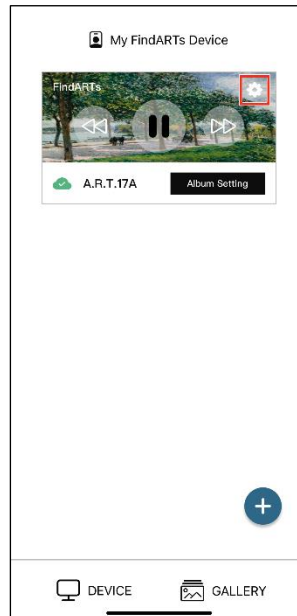 My FindARTs Device
FindARTs
A.R.T.17A
Album Setting
DEVICE
GALLERY